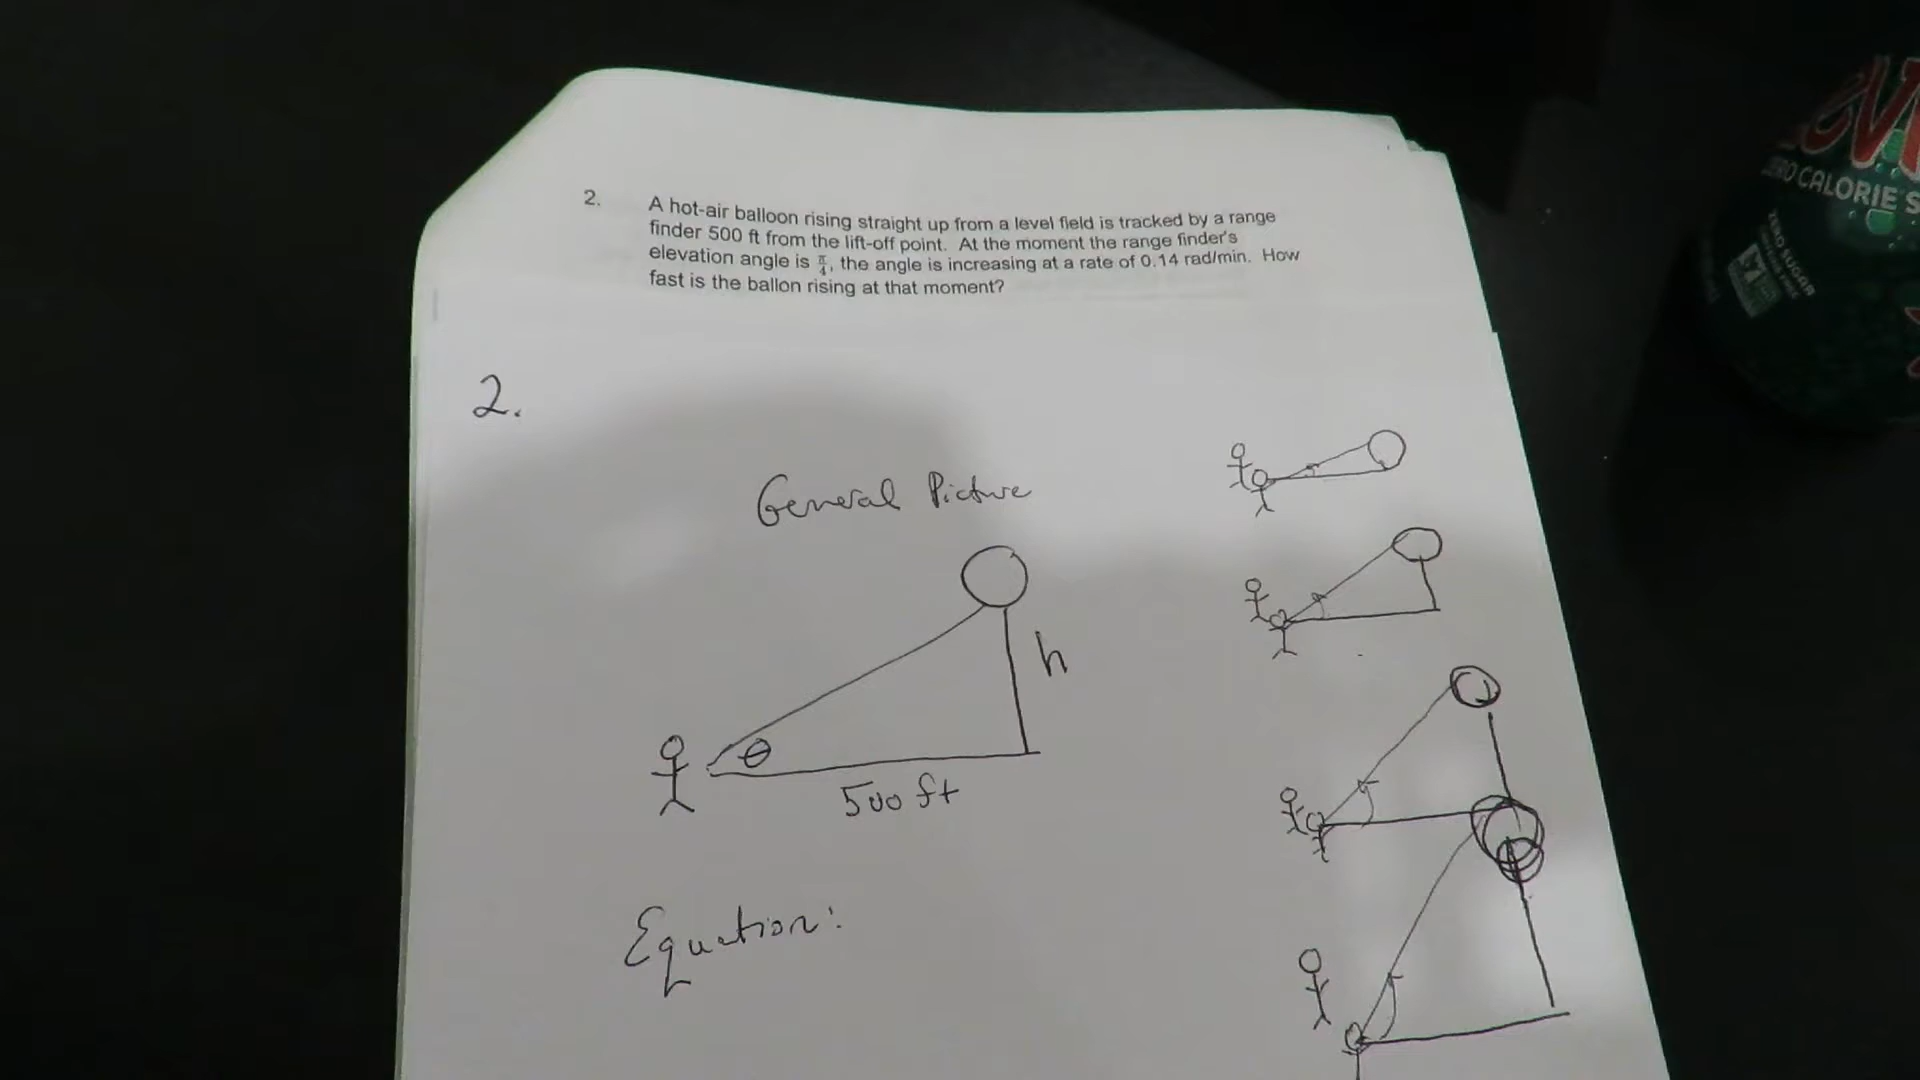 2. A hot-air balloon rising straight up from a level field is tracked by a range
finder 500 ft from the lift-off point. At the moment the range finder's
elevation angle is π/4, the angle is increasing at a rate of 0.14 rad/min. How
fast is the ballon rising at that moment?
2.
General Picture
h
θ
500 ft
Equation:
CALORIE S
ZERO SUGAR